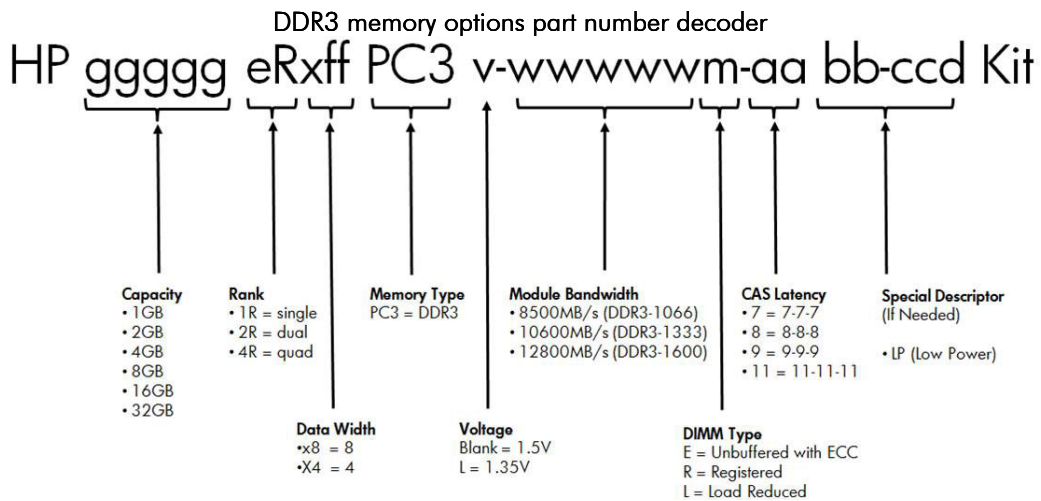 DDR3 memory options part number decoder
HP ggggg eRxff PC3 v-wwwwwm-aa bb-ccd Kit
Capacity
• 1GB
• 2GB
• 4GB
• 8GB
• 16GB
• 32GB
Rank
• 1R = single
• 2R = dual
• 4R = quad
Data Width
•x8 = 8
•X4 = 4
Memory Type
PC3 = DDR3
Voltage
Blank = 1.5V
L = 1.35V
Module Bandwidth
• 8500MB/s (DDR3-1066)
• 10600MB/s (DDR3-1333)
• 12800MB/s (DDR3-1600)
DIMM Type
E = Unbuffered with ECC
R = Registered
L = Load Reduced
CAS Latency
• 7 = 7-7-7
• 8 = 8-8-8
• 9 = 9-9-9
• 11 = 11-11-11
Special Descriptor
(If Needed)
• LP (Low Power)